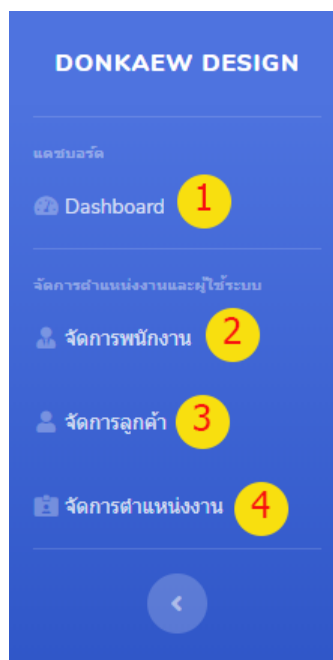 DONKAEW DESIGN
แดชบอร์ด
Dashboard 1
จัดการตำแหน่งงานและผู้ใช้ระบบ
จัดการพนักงาน 2
จัดการลูกค้า 3
จัดการตำแหน่งงาน 4